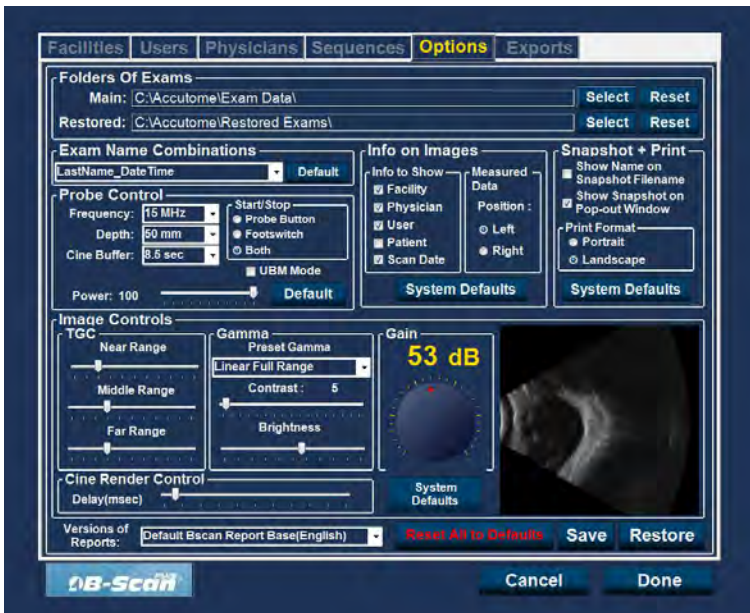 Facilities Users Physicians Sequences Options Exports
Folders Of Exams
Main: C:\Accutome\Exam Data\ Select Reset
Restored: C:\Accutome\Restored Exams\ Select Reset
Exam Name Combinations
LastName_DateTime Default
Probe Control
Frequency: 15 MHz
Depth: 50 mm
Cine Buffer: 8.5 sec
Start/Stop
Probe Button
Footswitch
Both
UBM Mode
Power: 100 Default
Info on Images
Info to Show
Facility
Physician
User
Patient
Scan Date
Measured
Data
Position :
Left
Right
System Defaults
Snapshot + Print
Show Name on
Snapshot Filename
Show Snapshot on
Pop-out Window
Print Format
Portrait
Landscape
System Defaults
Image Controls
TGC
Near Range
Middle Range
Far Range
Gamma
Preset Gamma
Linear Full Range
Contrast : 5
Brightness
Gain
53 dB
System
Defaults
Cine Render Control
Delay(msec)
Versions of
Reports:
Default Bscan Report Base(English)
Reset All to Defaults Save Restore
B-Scan PLUS
Cancel Done